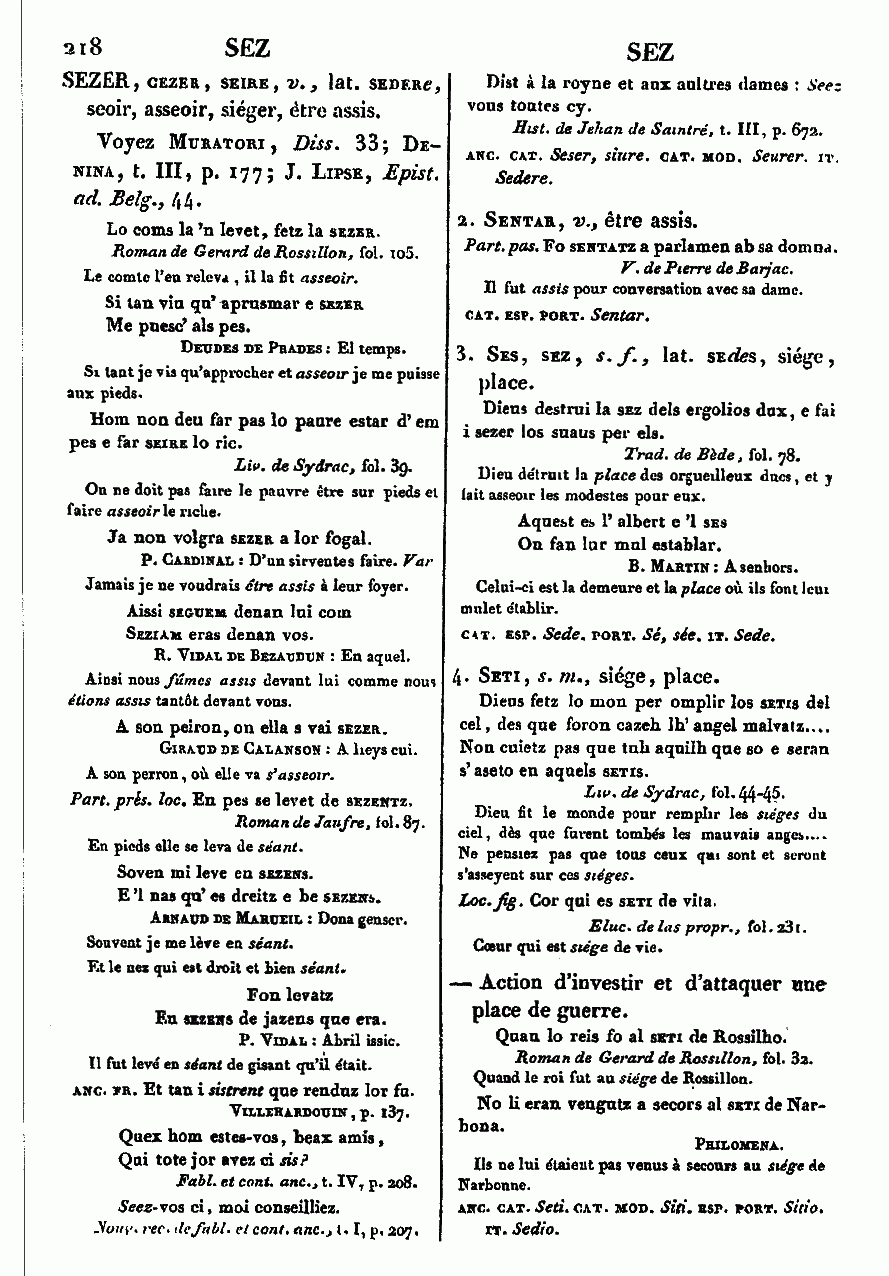 218 SEZ SEZ
SEZER, CEZER, SEIRE, v., lat. SEDERe,
seoir, asseoir, siéger, être assis.
Voyez MURATORI, Diss. 33; DE-
NINA, t. III, p. 177; J. LIPSE, Epist.
ad. Belg., 44.
Lo coms la 'n levet, fetz la SEZER.
Roman de Gerard de Rossillon, fol. 105.
Le comte l'en releva, il la fit asseoir.
Si tan vin qu' aprusmar e SEZER
Me puesc' als pes.
DEUDES DE PRADES : El temps.
Si tant je vis qu'approcher et asseoir je me puisse
aux pieds.
Hom non deu far pas lo paure estar d' em
pes e far SEIRE lo ric.
Liv. de Sydrac, fol. 39.
On ne doit pas faire le pauvre être sur pieds et
faire asseoir le riche.
Ja non volgra SEZER a lor fogal.
P. CARDINAL : D'un sirventes faire. Var
Jamais je ne voudrais être assis à leur foyer.
Aissi SEGUEM denan lui com
SEZIAM eras denan vos.
R. VIDAL DE BEZAUDUN : En aquel.
Ainsi nous fûmes assis devant lui comme nous
étions assis tantôt devant vous.
A son peiron, on ella s vai SEZER.
GIRAUD DE CALANSON : A lieys cui.
A son perron, où elle va s'asseoir.
Part. prés. loc. En pes se levet de SEZENTZ.
Roman de Jaufre, fol. 87.
En pieds elle se leva de séant.
Soven mi leve en SEZENS.
E 'l nas qu' es dreitz e be SEZENS.
ARNAUD DE MARUEIL : Dona genser.
Souvent je me lève en séant.
Et le nez qui est droit et bien séant.
Fon levatz
En SEZENS de jazens que era.
P. VIDAL : Abril issic.
Il fut levé en séant de gisant qu'il était.
ANC. FR. Et tan i sistrent que renduz lor fu.
VILLEHARDOUIN, p. 137.
Quex hom estes-vos, beax amis,
Qui tote jor avez ci sis?
Fabl. et cont. anc., t. IV, p. 208.
Seez-vos ci, moi conseilliez.
Nouv. rec. de fabl. et cont. anc., t. I, p. 207.
Dist à la royne et aux aultres dames : Seez
vous toutes cy.
Hist. de Jehan de Saintré, t. III, p. 672.
ANC. CAT. Seser, siure. CAT. MOD. Seurer. IT.
Sedere.
2. SENTAR, v., être assis.
Part. pas. Fo SENTATZ a parlamen ab sa domna.
V. de Pierre de Barjac.
Il fut assis pour conversation avec sa dame.
CAT. ESP. PORT. Sentar.
3. SES, SEZ, s. f., lat. SEdes, siége,
place.
Dieus destrui la SEZ dels ergolios dux, e fai
i sezer los suaus per els.
Trad. de Bède, fol. 78.
Dieu détruit la place des orgueilleux ducs, et y
fait asseoir les modestes pour eux.
Aquest es l' albert e 'l SES
On fan lur mul establar.
B. MARTIN : A senhors.
Celui-ci est la demeure et la place où ils font leur
mulet établir.
CAT. ESP. Sede. PORT. Sé, sée. IT. Sede.
4. SETI, s. m., siége, place.
Dieus fetz lo mon per omplir los SETIS del
cel, des que foron cazeh lh' angel malvatz....
Non cuietz pas que tuh aquilh que so e seran
s' aseto en aquels SETIS.
Liv. de Sydrac, fol. 44-45.
Dieu fit le monde pour remplir les siéges du
ciel, dès que furent tombés les mauvais anges....
Ne pensiez pas que tous ceux qui sont et seront
s'asseyent sur ces siéges.
Loc. fig. Cor qui es SETI de vita.
Eluc. de las propr., fol. 231.
Cœur qui est siége de vie.
— Action d'investir et d'attaquer une
place de guerre.
Quan lo reis fo al SETI de Rossilho.
Roman de Gerard de Rossillon, fol. 32.
Quand le roi fut au siége de Rossillon.
No li eran vengutz a secors al SETI de Nar-
bona.
PHILOMENA.
Ils ne lui étaient pas venus à secours au siége de
Narbonne.
ANC. CAT. Seti. CAT. MOD. Siti. ESP. PORT. Sitio.
IT. Sedio.